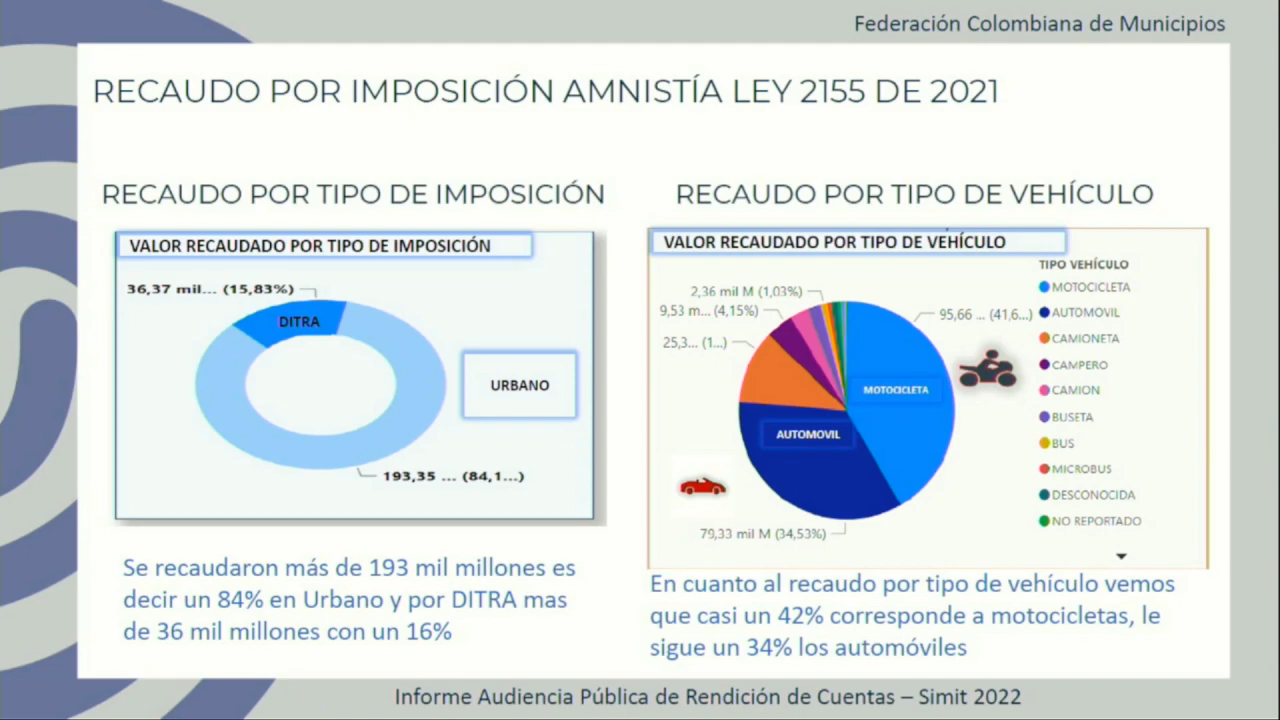 Federación Colombiana de Municipios
RECAUDO POR IMPOSICIÓN AMNISTÍA LEY 2155 DE 2021
RECAUDO POR TIPO DE IMPOSICIÓN
VALOR RECAUDADO POR TIPO DE IMPOSICIÓN
36,37 mil... (15,83%)
DITRA
URBANO
193,35 ... (84,1...)
Se recaudaron más de 193 mil millones es
decir un 84% en Urbano y por DITRA mas
de 36 mil millones con un 16%
RECAUDO POR TIPO DE VEHÍCULO
VALOR RECAUDADO POR TIPO DE VEHÍCULO
2,36 mil M (1,03%)
9,53 m... (4,15%)
25,3... (1...)
95,66 ... (41,6...)
MOTOCICLETA
AUTOMOVIL
79,33 mil M (34,53%)
TIPO VEHÍCULO
MOTOCICLETA
AUTOMOVIL
CAMIONETA
CAMPERO
CAMION
BUSETA
BUS
MICROBUS
DESCONOCIDA
NO REPORTADO
En cuanto al recaudo por tipo de vehículo vemos
que casi un 42% corresponde a motocicletas, le
sigue un 34% los automóviles
Informe Audiencia Pública de Rendición de Cuentas – Simit 2022